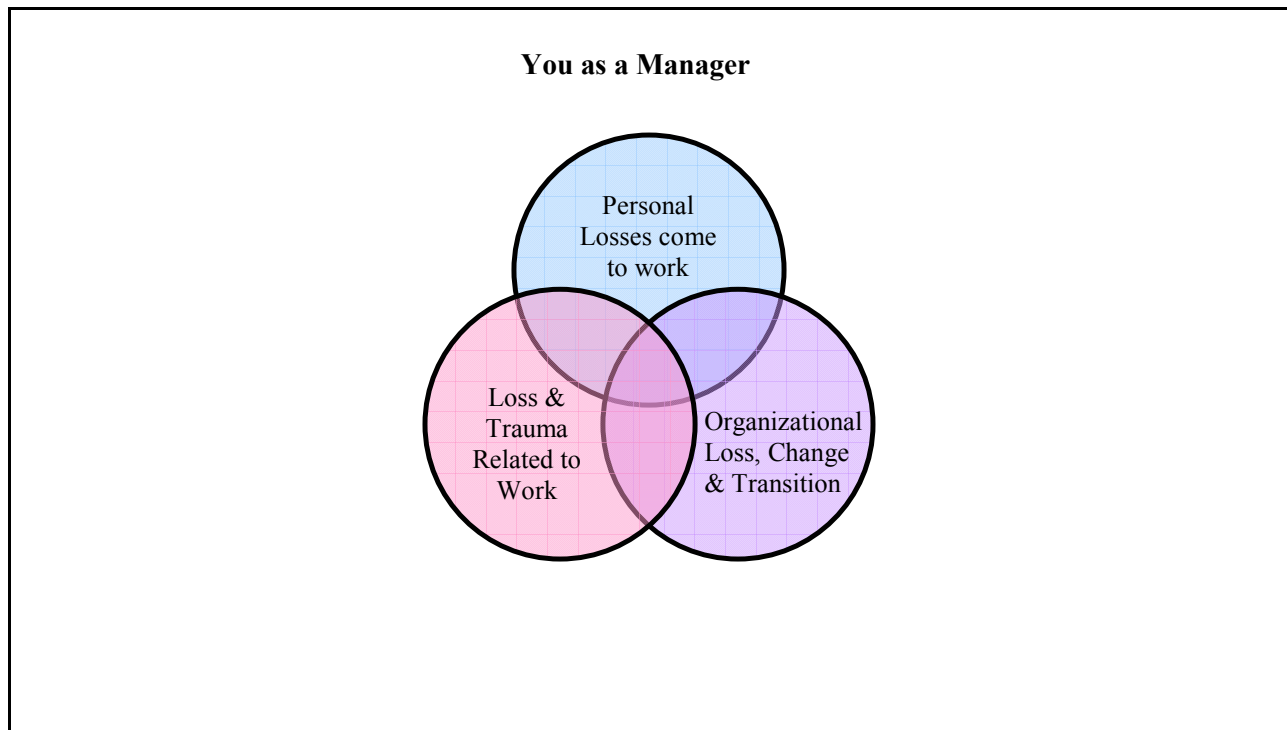 You as a Manager
Personal
Losses come
to work
Loss &
Trauma
Related to
Work
Organizational
Loss, Change
& Transition